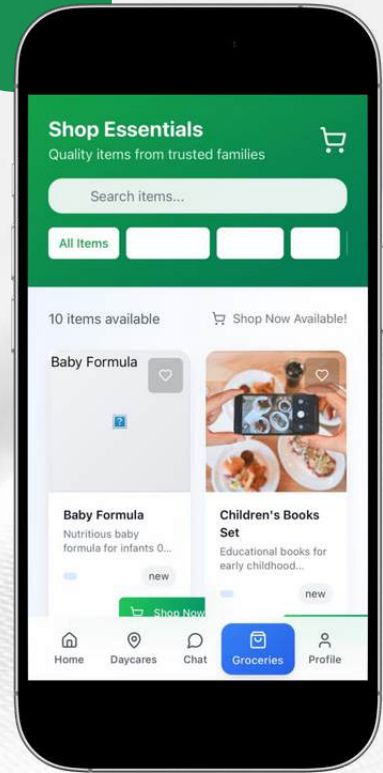 Shop Essentials
Quality items from trusted families
Search items...
All Items
10 items available
Shop Now Available!
Baby Formula
Baby Formula
Nutritious baby
formula for infants 0...
new
Shop Now
Children's Books
Set
Educational books for
early childhood...
new
Home
Daycares
Chat
Groceries
Profile